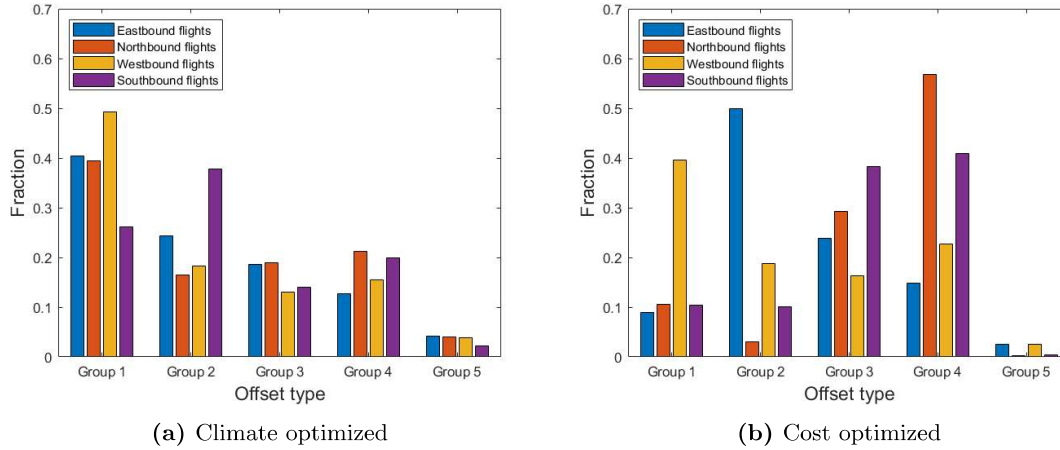 0.7
0.6
0.5
0.4
0.3
0.2
0.1
0
Fraction
Eastbound flights
Northbound flights
Westbound flights
Southbound flights
Group 1 Group 2 Group 3 Group 4 Group 5
Offset type
(a) Climate optimized
0.7
0.6
0.5
0.4
0.3
0.2
0.1
0
Fraction
Eastbound flights
Northbound flights
Westbound flights
Southbound flights
Group 1 Group 2 Group 3 Group 4 Group 5
Offset type
(b) Cost optimized